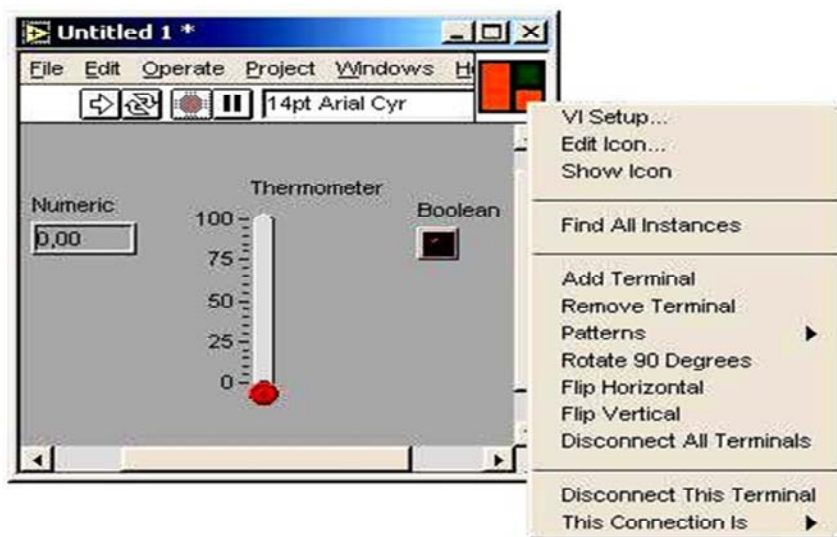 Untitled 1 *
File Edit Operate Project Windows
14pt Arial Cyr
Numeric
0,00
Thermometer
100
75
50
25
0
Boolean
VI Setup...
Edit Icon...
Show Icon
Find All Instances
Add Terminal
Remove Terminal
Patterns
Rotate 90 Degrees
Flip Horizontal
Flip Vertical
Disconnect All Terminals
Disconnect This Terminal
This Connection Is